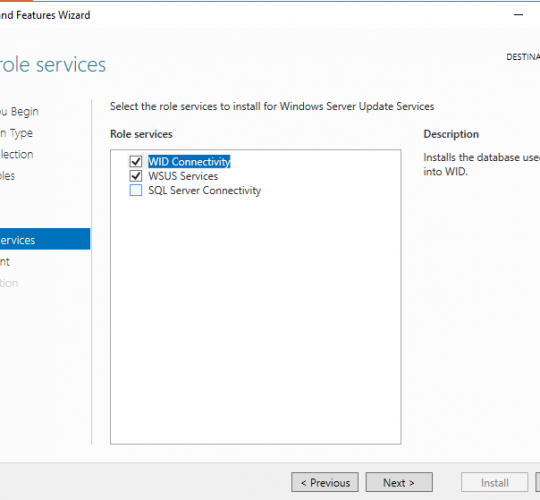 and Features Wizard
role services
DESTINA
Select the role services to install for Windows Server Update Services
Role services
Description
WID Connectivity
WSUS Services
SQL Server Connectivity
Installs the database use
into WID.
u Begin
n Type
lection
les
ervices
nt
tion
< Previous
Next >
Install